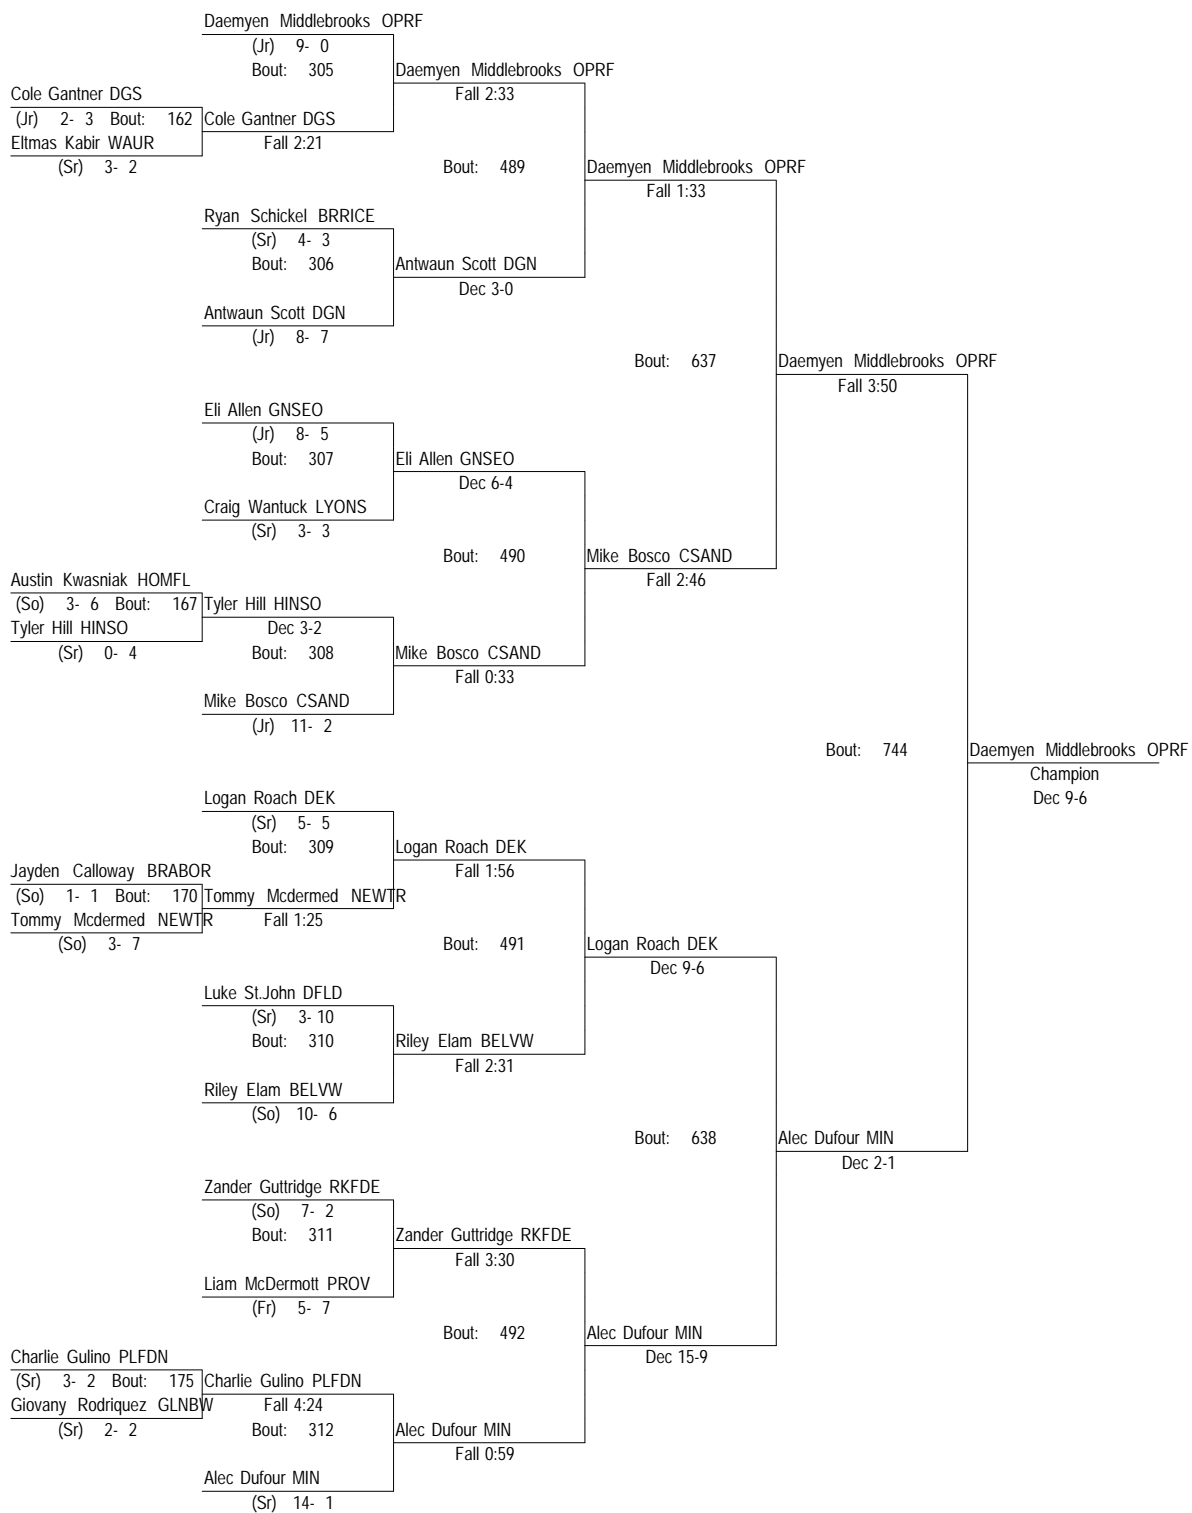 Daemyen Middlebrooks OPRF
(Jr) 9- 0
Bout: 305 Daemyen Middlebrooks OPRF
Cole Gantner DGS Fall 2:33
(Jr) 2- 3 Bout: 162 Cole Gantner DGS
Eltmas Kabir WAUR Fall 2:21
(Sr) 3- 2 Bout: 489 Daemyen Middlebrooks OPRF
Fall 1:33
Ryan Schickel BRRICE
(Sr) 4- 3
Bout: 306 Antwaun Scott DGN
Dec 3-0
Antwaun Scott DGN
(Jr) 8- 7
Bout: 637 Daemyen Middlebrooks OPRF
Fall 3:50
Eli Allen GNSEO
(Jr) 8- 5
Bout: 307 Eli Allen GNSEO
Dec 6-4
Craig Wantuck LYONS
(Sr) 3- 3
Bout: 490 Mike Bosco CSAND
Austin Kwasniak HOMFL Fall 2:46
(So) 3- 6 Bout: 167 Tyler Hill HINSO
Tyler Hill HINSO Dec 3-2
(Sr) 0- 4 Bout: 308 Mike Bosco CSAND
Fall 0:33
Mike Bosco CSAND
(Jr) 11- 2
Bout: 744 Daemyen Middlebrooks OPRF
Champion
Logan Roach DEK Dec 9-6
(Sr) 5- 5
Bout: 309 Logan Roach DEK
Jayden Calloway BRABOR Fall 1:56
(So) 1- 1 Bout: 170 Tommy Mcdermed NEWTR
Tommy Mcdermed NEWTR Fall 1:25
(So) 3- 7 Bout: 491 Logan Roach DEK
Dec 9-6
Luke St.John DFLD
(Sr) 3- 10
Bout: 310 Riley Elam BELVW
Fall 2:31
Riley Elam BELVW
(So) 10- 6
Bout: 638 Alec Dufour MIN
Dec 2-1
Zander Guttridge RKFDE
(So) 7- 2
Bout: 311 Zander Guttridge RKFDE
Fall 3:30
Liam McDermott PROV
(Fr) 5- 7
Bout: 492 Alec Dufour MIN
Charlie Gulino PLFDN Dec 15-9
(Sr) 3- 2 Bout: 175 Charlie Gulino PLFDN
Giovany Rodriquez GLNBW Fall 4:24
(Sr) 2- 2 Bout: 312 Alec Dufour MIN
Fall 0:59
Alec Dufour MIN
(Sr) 14- 1